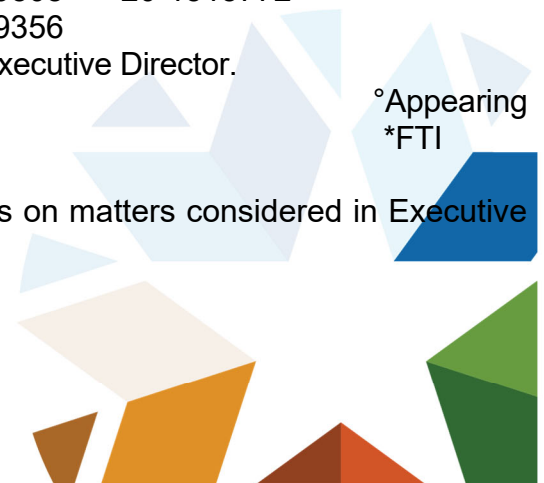 9356
xecutive Director.
°Appearing
*FTI
s on matters considered in Executive